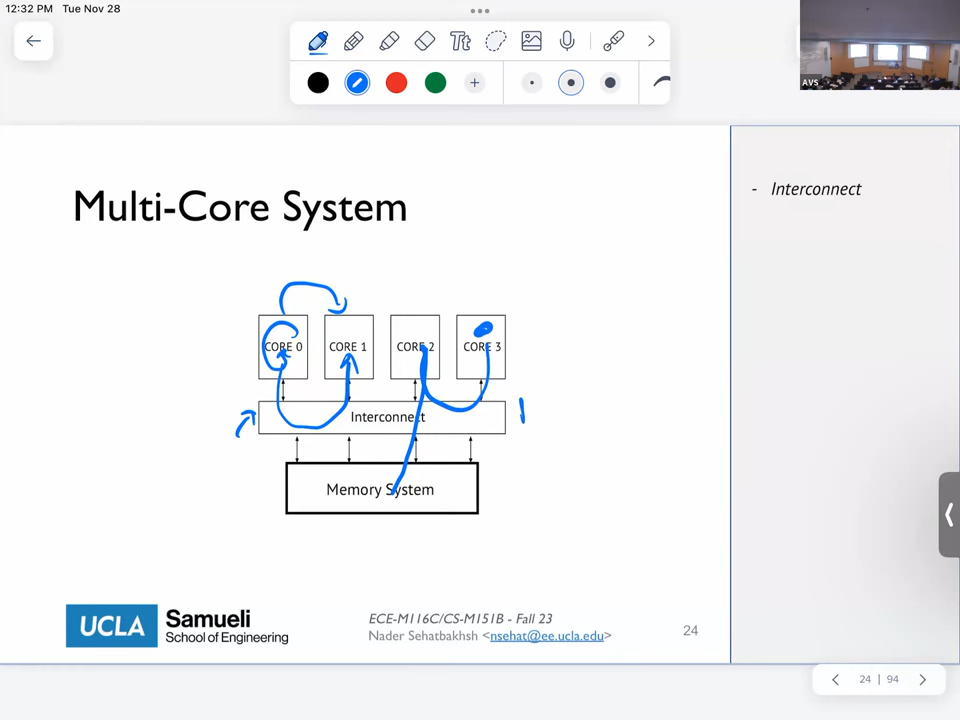 12:32 PM Tue Nov 28
Tt
AVS
- Interconnect
Multi-Core System
CORE 0 CORE 1 CORE 2 CORE 3
Interconnect
Memory System
UCLA Samueli
School of Engineering
ECE-M116C/CS-M151B - Fall 23
Nader Sehatbakhsh <nsehat@ee.ucla.edu>
24
24 | 94